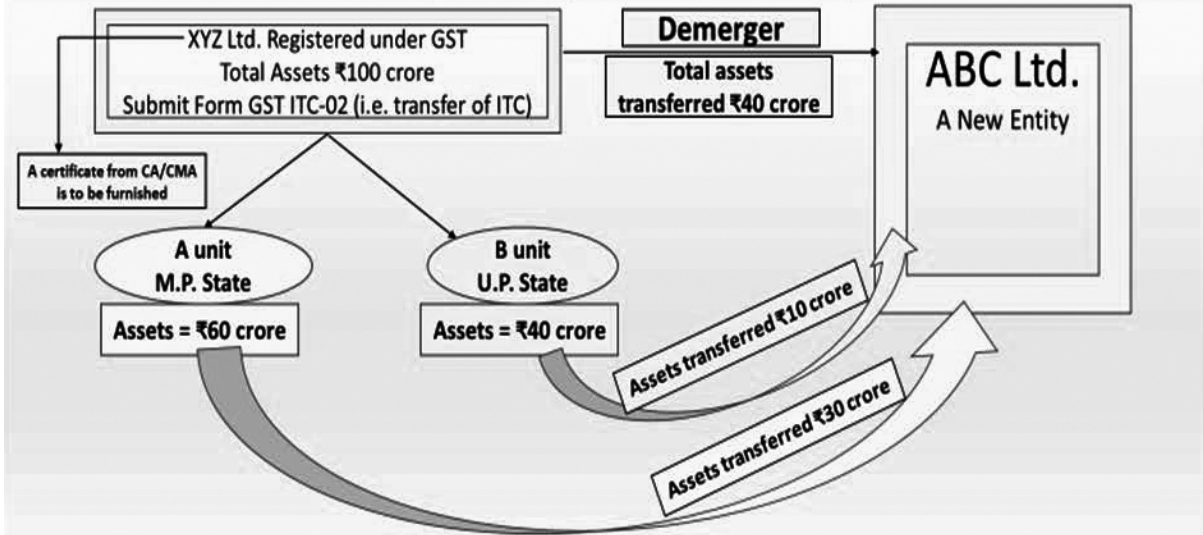 XYZ Ltd. Registered under GST
Total Assets ₹100 crore
Submit Form GST ITC-02 (i.e. transfer of ITC)
Demerger
Total assets
transferred ₹40 crore
ABC Ltd.
A New Entity
A certificate from CA/CMA
is to be furnished
A unit
M.P. State
B unit
U.P. State
Assets = ₹60 crore
Assets = ₹40 crore
Assets transferred ₹10 crore
Assets transferred ₹30 crore